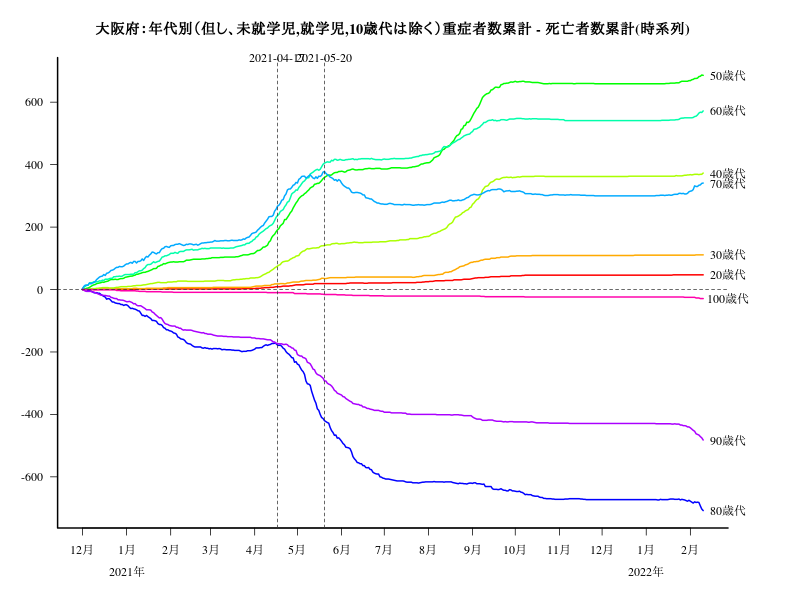 大阪府：年代別（但し、未就学児,就学児,10歳代は除く）重症者数累計 - 死亡者数累計(時系列)
2021-04-17
2021-05-20
50歳代
600
60歳代
400
40歳代
70歳代
200
30歳代
20歳代
0
100歳代
-200
-400
90歳代
-600
80歳代
12月 1月 2月 3月 4月 5月 6月 7月 8月 9月 10月 11月 12月 1月 2月
2021年 2022年